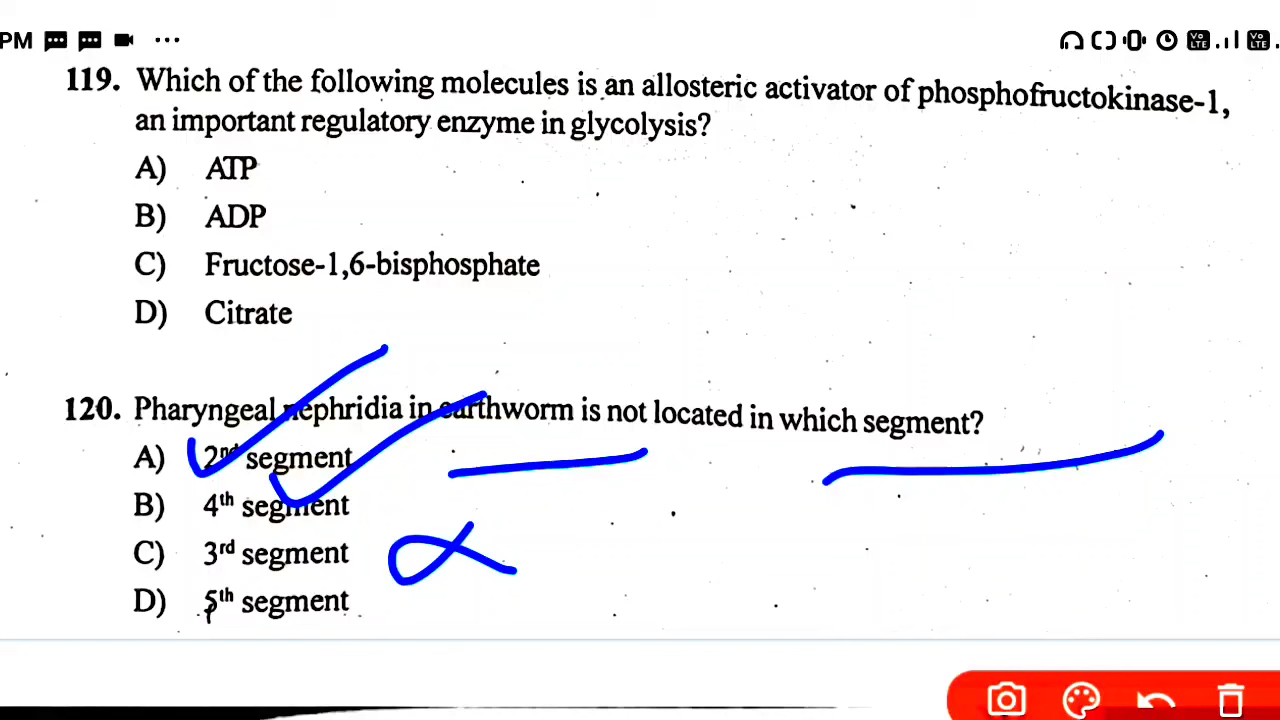 PM
119. Which of the following molecules is an allosteric activator of phosphofructokinase-1,
an important regulatory enzyme in glycolysis?
A) ATP
B) ADP
C) Fructose-1,6-bisphosphate
D) Citrate
120. Pharyngeal nephridia in earthworm is not located in which segment?
A) 2nd segment
B) 4th segment
C) 3rd segment
D) 5th segment